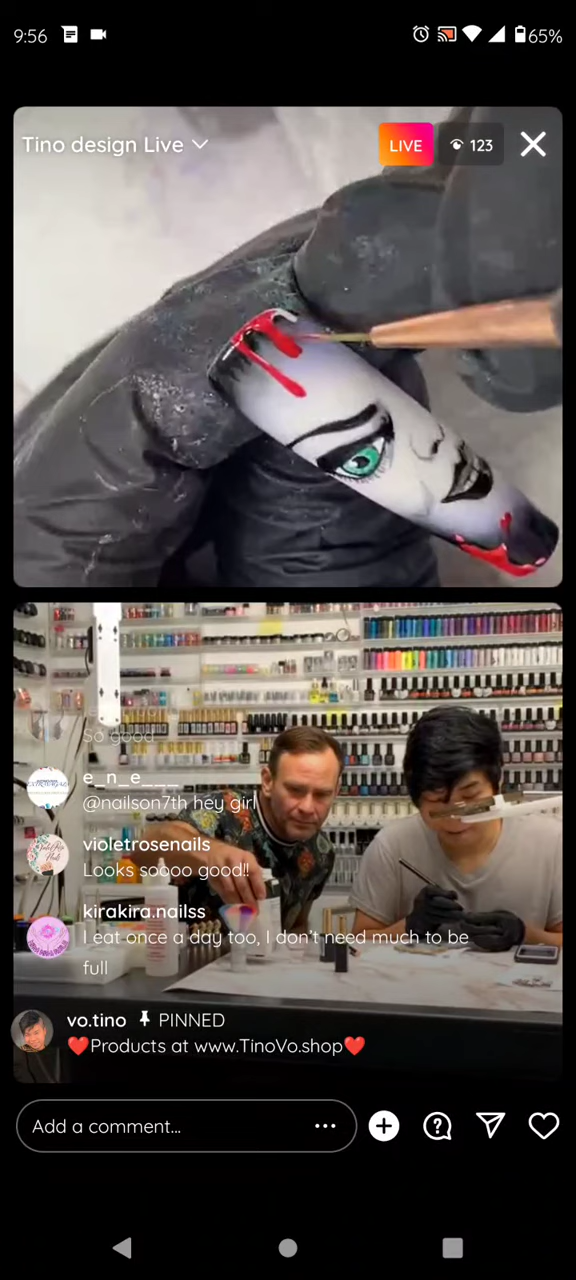 9:56
65%
Tino design Live
LIVE
123
So good
e_n_e___
@nailson7th hey girl
violetrosenails
Looks soooo good!!
kirakira.nailss
I eat once a day too, I don't need much to be
full
vo.tino PINNED
❤️Products at www.TinoVo.shop❤️
Add a comment...